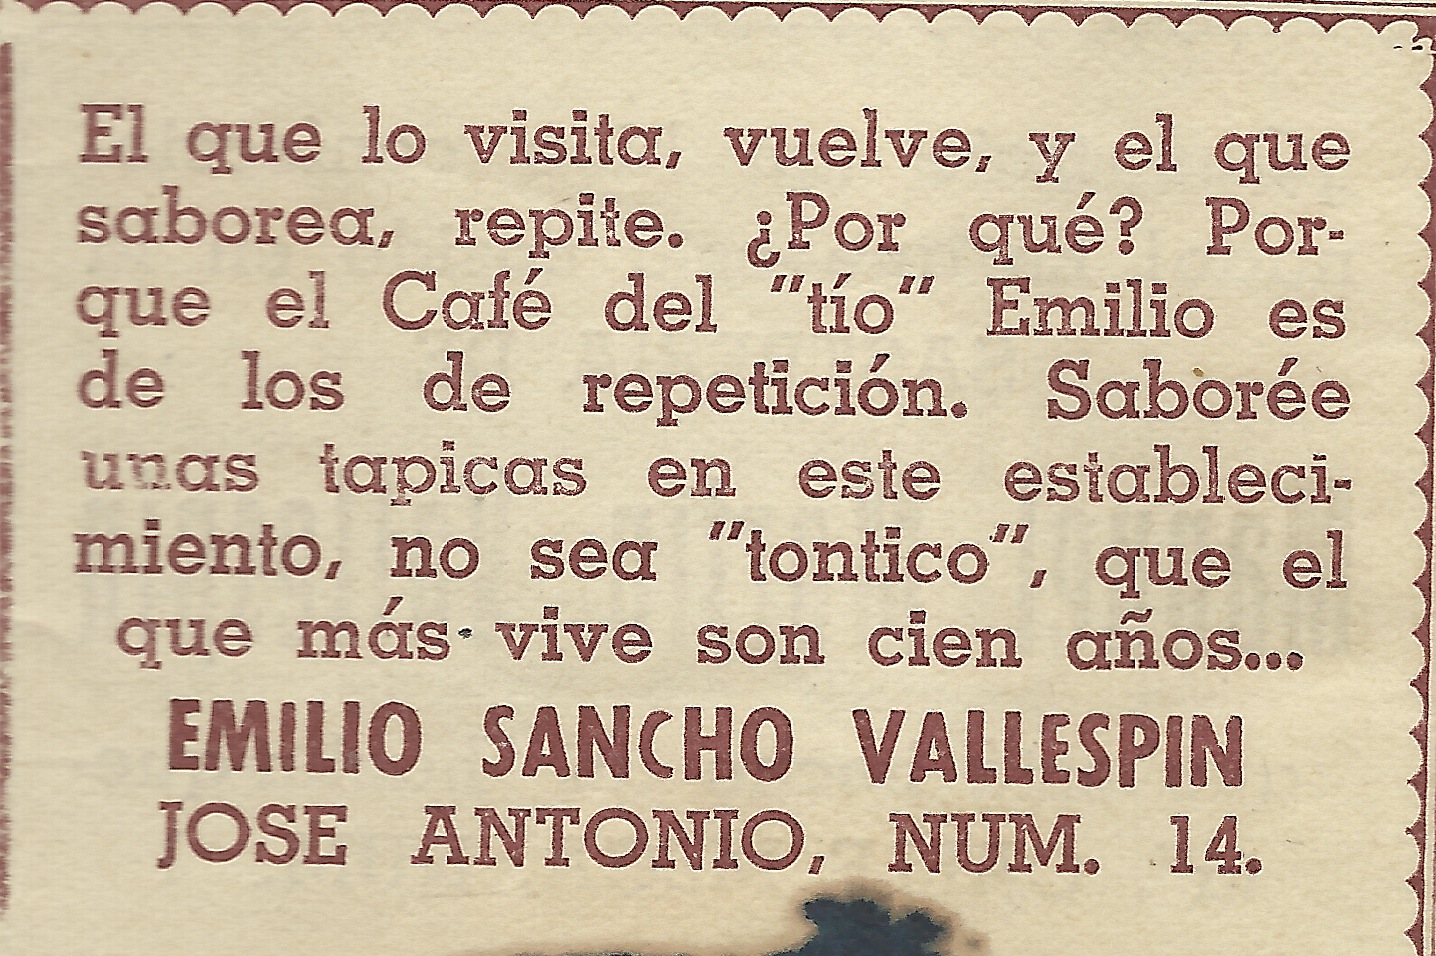 El que lo visita, vuelve, y el que
saborea, repite. ¿Por qué? Por-
que el Café del "tío" Emilio es
de los de repetición. Saborée
unas tapicas en este estableci-
miento, no sea "tontico", que el
que más vive son cien años...
EMILIO SANCHO VALLESPIN
JOSE ANTONIO, NUM. 14.